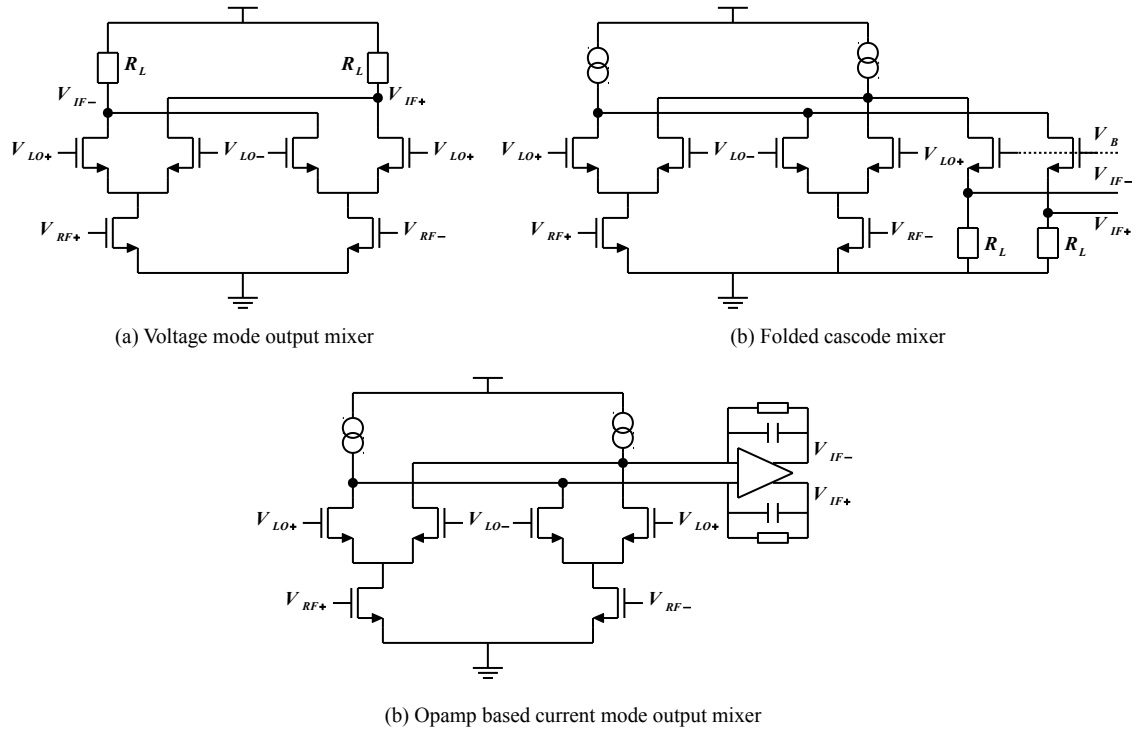 R_L
R_L
V_IF−
V_IF+
V_LO+
V_LO−
V_LO+
V_RF+
V_RF−
(a) Voltage mode output mixer
V_LO+
V_LO−
V_LO+
V_B
V_IF−
V_RF+
V_RF−
V_IF+
R_L
R_L
(b) Folded cascode mixer
V_IF−
V_IF+
V_LO+
V_LO−
V_LO+
V_RF+
V_RF−
(b) Opamp based current mode output mixer